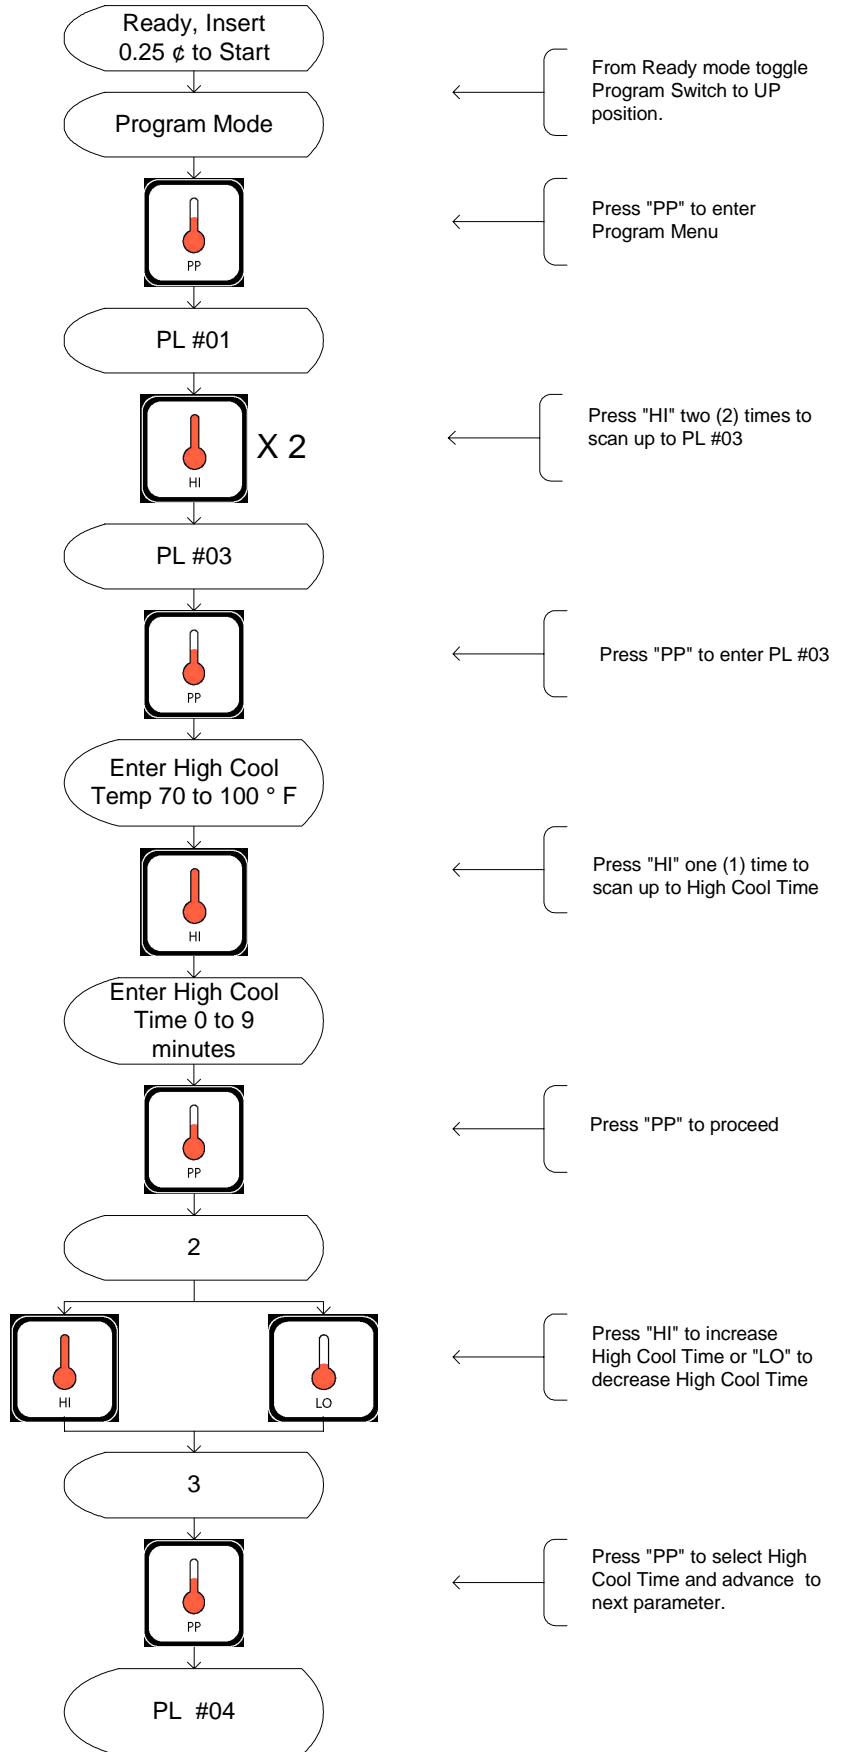 Ready, Insert
0.25 ¢ to Start
From Ready mode toggle
Program Switch to UP
position.
Program Mode
PP
Press "PP" to enter
Program Menu
PL #01
HI
X 2
Press "HI" two (2) times to
scan up to PL #03
PL #03
PP
Press "PP" to enter PL #03
Enter High Cool
Temp 70 to 100 ° F
HI
Press "HI" one (1) time to
scan up to High Cool Time
Enter High Cool
Time 0 to 9
minutes
PP
Press "PP" to proceed
2
HI
LO
Press "HI" to increase
High Cool Time or "LO" to
decrease High Cool Time
3
PP
Press "PP" to select High
Cool Time and advance  to
next parameter.
PL  #04